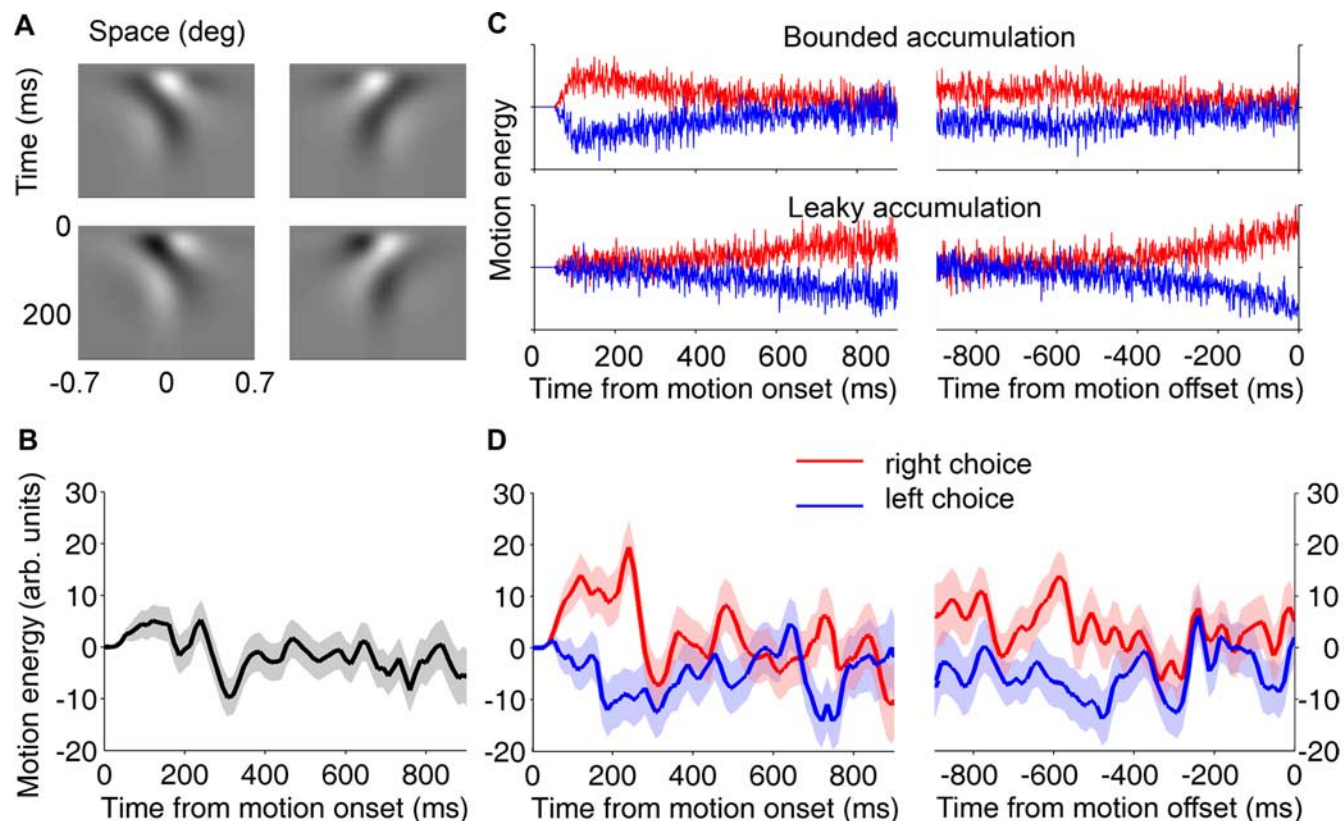 A
Space (deg)
Time (ms)
0
200
-0.7 0 0.7
B
Motion energy (arb. units)
30
20
10
0
-10
-20
0 200 400 600 800
Time from motion onset (ms)
C
Bounded accumulation
Motion energy
Leaky accumulation
0 200 400 600 800
Time from motion onset (ms)
-800 -600 -400 -200 0
Time from motion offset (ms)
D
right choice
left choice
30
20
10
0
-10
-20
0 200 400 600 800
Time from motion onset (ms)
30
20
10
0
-10
-20
-800 -600 -400 -200 0
Time from motion offset (ms)